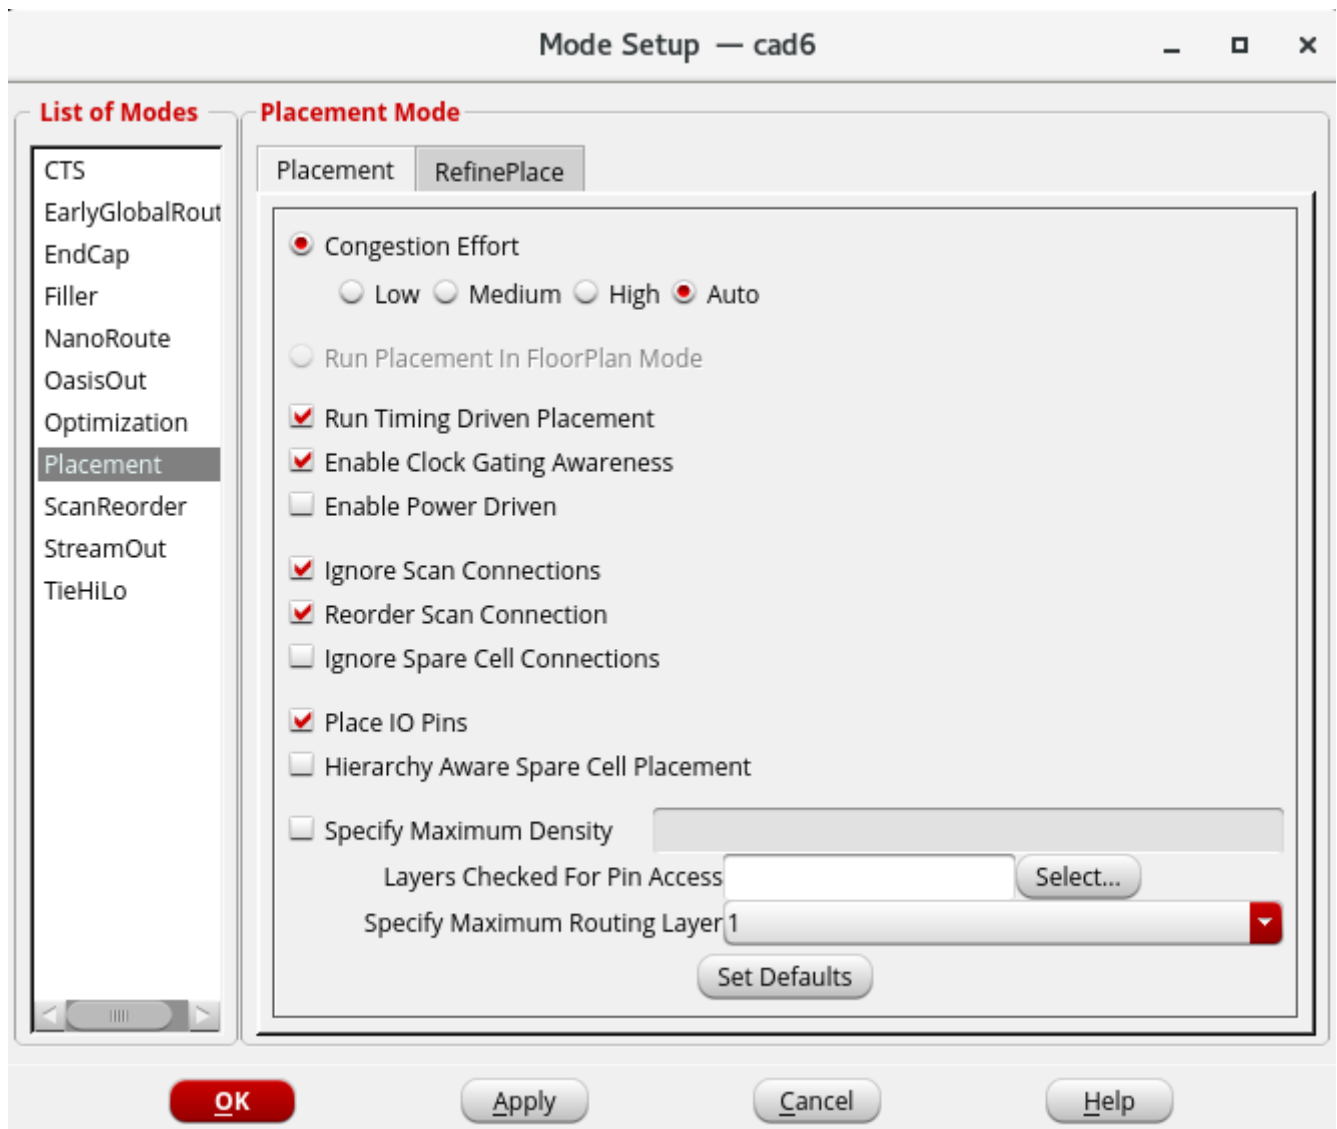 Mode Setup — cad6
List of Modes
CTS
EarlyGlobalRout
EndCap
Filler
NanoRoute
OasisOut
Optimization
Placement
ScanReorder
StreamOut
TieHiLo
Placement Mode
Placement RefinePlace
Congestion Effort
Low Medium High Auto
Run Placement In FloorPlan Mode
Run Timing Driven Placement
Enable Clock Gating Awareness
Enable Power Driven
Ignore Scan Connections
Reorder Scan Connection
Ignore Spare Cell Connections
Place IO Pins
Hierarchy Aware Spare Cell Placement
Specify Maximum Density
Layers Checked For Pin Access Select...
Specify Maximum Routing Layer 1
Set Defaults
OK Apply Cancel Help